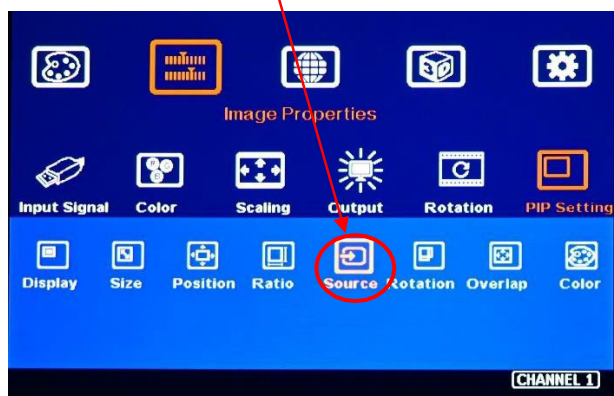 Image Properties
Input Signal Color Scaling Output Rotation PIP Setting
Display Size Position Ratio Source Rotation Overlap Color
CHANNEL 1